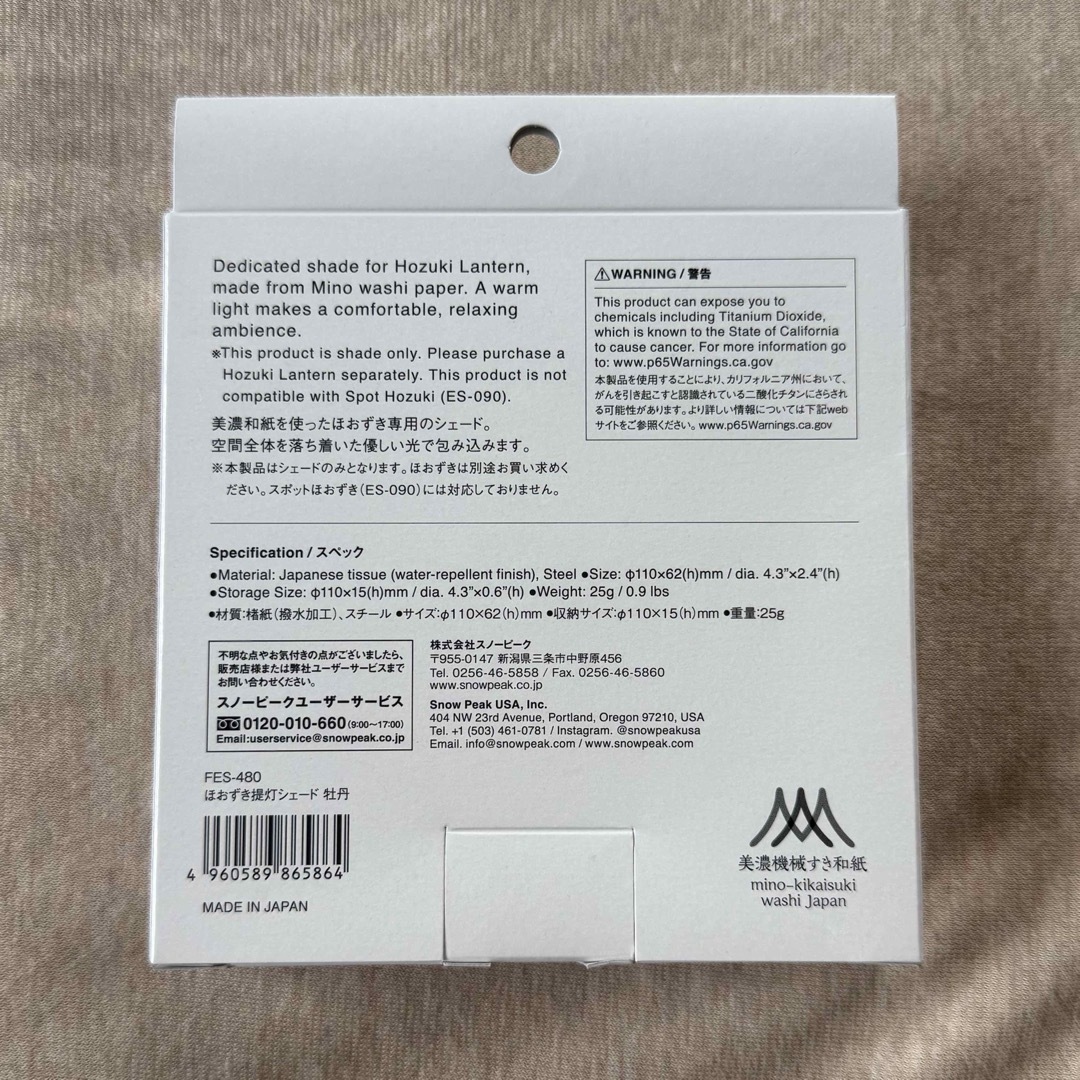 Dedicated shade for Hozuki Lantern,
made from Mino washi paper. A warm
light makes a comfortable, relaxing
ambience.
※This product is shade only. Please purchase a
Hozuki Lantern separately. This product is not
compatible with Spot Hozuki (ES-090).
美濃和紙を使ったほおずき専用のシェード。
空間全体を落ち着いた優しい光で包み込みます。
※本製品はシェードのみとなります。ほおずきは別途お買い求めく
ださい。スポットほおずき(ES-090)には対応しておりません。
⚠WARNING / 警告
This product can expose you to
chemicals including Titanium Dioxide,
which is known to the State of California
to cause cancer. For more information go
to: www.p65Warnings.ca.gov
本製品を使用することにより、カリフォルニア州において、
がんを引き起こすと認識されている二酸化チタンにさらされ
る可能性があります。より詳しい情報については下記web
サイトをご参照ください。www.p65Warnings.ca.gov
Specification / スペック
●Material: Japanese tissue (water-repellent finish), Steel ●Size: φ110×62(h)mm / dia. 4.3”×2.4”(h)
●Storage Size: φ110×15(h)mm / dia. 4.3”×0.6”(h) ●Weight: 25g / 0.9 lbs
●材質:楮紙(撥水加工)、スチール ●サイズ:φ110×62(h)mm ●収納サイズ:φ110×15(h)mm ●重量:25g
不明な点やお気付きの点がございましたら、
販売店様または弊社ユーザーサービスまで
お問い合わせください。
スノーピークユーザーサービス
0120-010-660(9:00〜17:00)
Email:userservice@snowpeak.co.jp
株式会社スノーピーク
〒955-0147 新潟県三条市中野原456
Tel. 0256-46-5858 / Fax. 0256-46-5860
www.snowpeak.co.jp
Snow Peak USA, Inc.
404 NW 23rd Avenue, Portland, Oregon 97210, USA
Tel. +1 (503) 461-0781 / Instagram. @snowpeakusa
Email. info@snowpeak.com / www.snowpeak.com
FES-480
ほおずき提灯シェード 牡丹
4 960589 865864
MADE IN JAPAN
美濃機械すき和紙
mino-kikaisuki
washi Japan